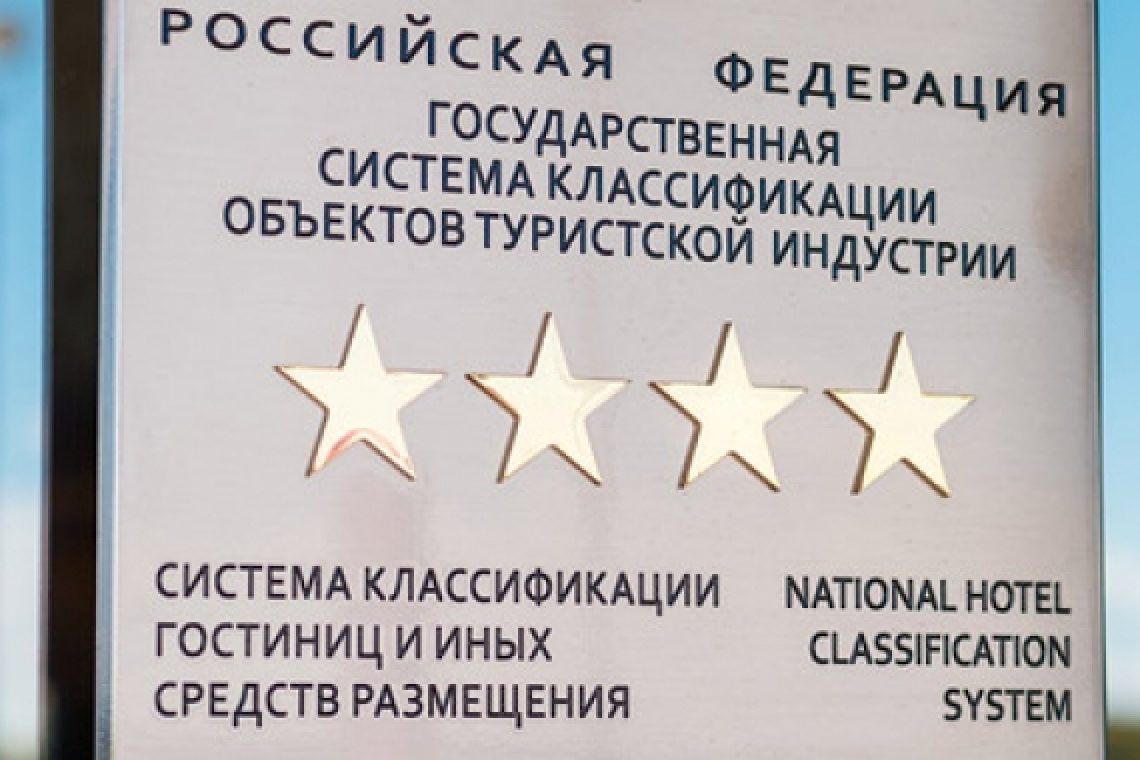 РОССИЙСКАЯ ФЕДЕРАЦИЯ
ГОСУДАРСТВЕННАЯ
СИСТЕМА КЛАССИФИКАЦИИ
ОБЪЕКТОВ ТУРИСТСКОЙ ИНДУСТРИИ
СИСТЕМА КЛАССИФИКАЦИИ
ГОСТИНИЦ И ИНЫХ
СРЕДСТВ РАЗМЕЩЕНИЯ
NATIONAL HOTEL
CLASSIFICATION
SYSTEM